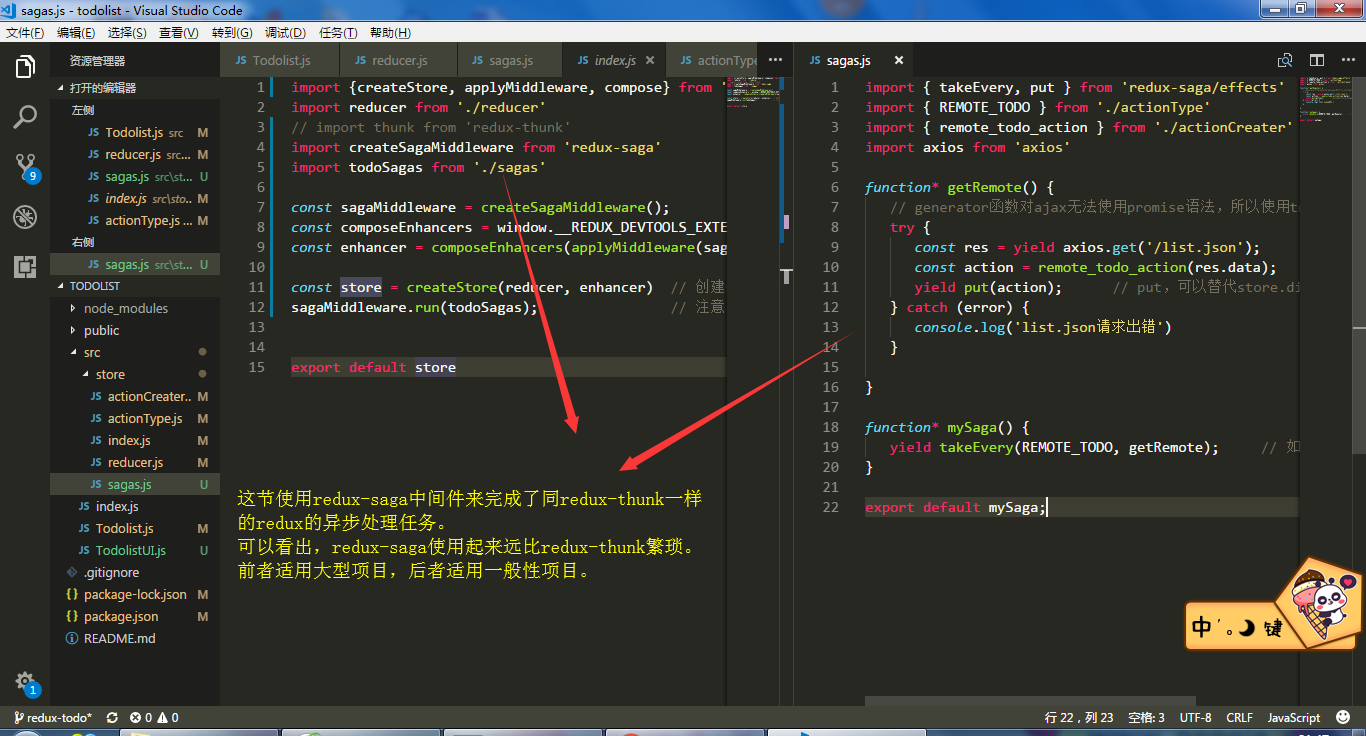 sagas.js - todolist - Visual Studio Code
文件(F) 编辑(E) 选择(S) 查看(V) 转到(G) 调试(D) 任务(T) 帮助(H)
资源管理器
打开的编辑器
左侧
JS Todolist.js src M
JS reducer.js src... M
JS sagas.js src\st... U
JS index.js src\sto... M
JS actionType.js ... M
右侧
JS sagas.js src\st... U
TODOLIST
node_modules
public
src
store
JS actionCreater.. M
JS actionType.js M
JS index.js M
JS reducer.js M
JS sagas.js U
JS index.js
JS Todolist.js M
JS TodolistUI.js U
.gitignore
{} package-lock.json M
{} package.json M
README.md
9
1
JS Todolist.js JS reducer.js JS sagas.js JS index.js JS actionType ...
1 import {createStore, applyMiddleware, compose} from '
2 import reducer from './reducer'
3 // import thunk from 'redux-thunk'
4 import createSagaMiddleware from 'redux-saga'
5 import todoSagas from './sagas'
6
7 const sagaMiddleware = createSagaMiddleware();
8 const composeEnhancers = window.__REDUX_DEVTOOLS_EXTE
9 const enhancer = composeEnhancers(applyMiddleware(sag
10
11 const store = createStore(reducer, enhancer) // 创建
12 sagaMiddleware.run(todoSagas); // 注意
13
14
15 export default store
JS sagas.js ...
1 import { takeEvery, put } from 'redux-saga/effects'
2 import { REMOTE_TODO } from './actionType'
3 import { remote_todo_action } from './actionCreater'
4 import axios from 'axios'
5
6 function* getRemote() {
7 // generator函数对ajax无法使用promise语法，所以使用t
8 try {
9 const res = yield axios.get('/list.json');
10 const action = remote_todo_action(res.data);
11 yield put(action); // put，可以替代store.di
12 } catch (error) {
13 console.log('list.json请求出错')
14 }
15
16 }
17
18 function* mySaga() {
19 yield takeEvery(REMOTE_TODO, getRemote); // 如
20 }
21
22 export default mySaga;
这节使用redux-saga中间件来完成了同redux-thunk一样
的redux的异步处理任务。
可以看出，redux-saga使用起来远比redux-thunk繁琐。
前者适用大型项目，后者适用一般性项目。
中 '。 键
redux-todo* 0 0 行 22，列 23 空格: 3 UTF-8 CRLF JavaScript